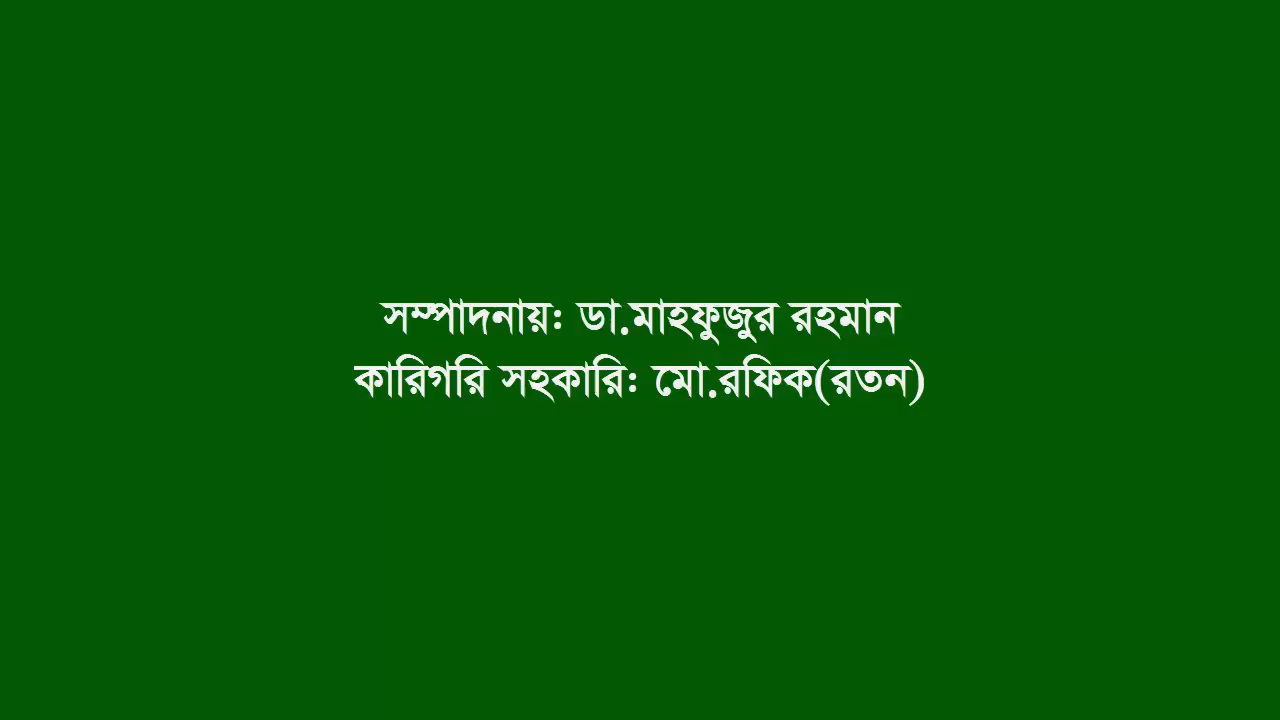 সম্পাদনায়ঃ ডা.মাহফুজুর রহমান
কারিগরি সহকারিঃ মো.রফিক(রতন)